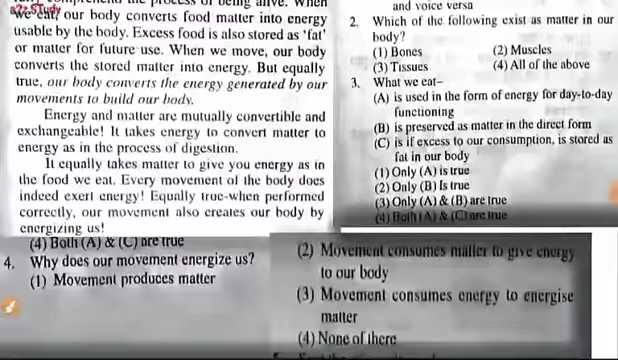 we eat, our body converts food matter into energy
usable by the body. Excess food is also stored as 'fat'
or matter for future use. When we move, our body
converts the stored matter into energy. But equally
true, our body converts the energy generated by our
movements to build our body.
Energy and matter are mutually convertible and
exchangeable! It takes energy to convert matter to
energy as in the process of digestion.
It equally takes matter to give you energy as in
the food we eat. Every movement of the body does
indeed exert energy! Equally true-when performed
correctly, our movement also creates our body by
energizing us!
and voice versa
2. Which of the following exist as matter in our
body?
(1) Bones (2) Muscles
(3) Tissues (4) All of the above
3. What we eat–
(A) is used in the form of energy for day-to-day
functioning
(B) is preserved as matter in the direct form
(C) is if excess to our consumption, is stored as
fat in our body
(1) Only (A) is true
(2) Only (B) Is true
(3) Only (A) & (B) are true
(4) Both (A) & (C) are true
(4) Both (A) & (C) are true
4. Why does our movement energize us?
(1) Movement produces matter
(2) Movement consumes matter to give energy
to our body
(3) Movement consumes energy to energise
matter
(4) None of there